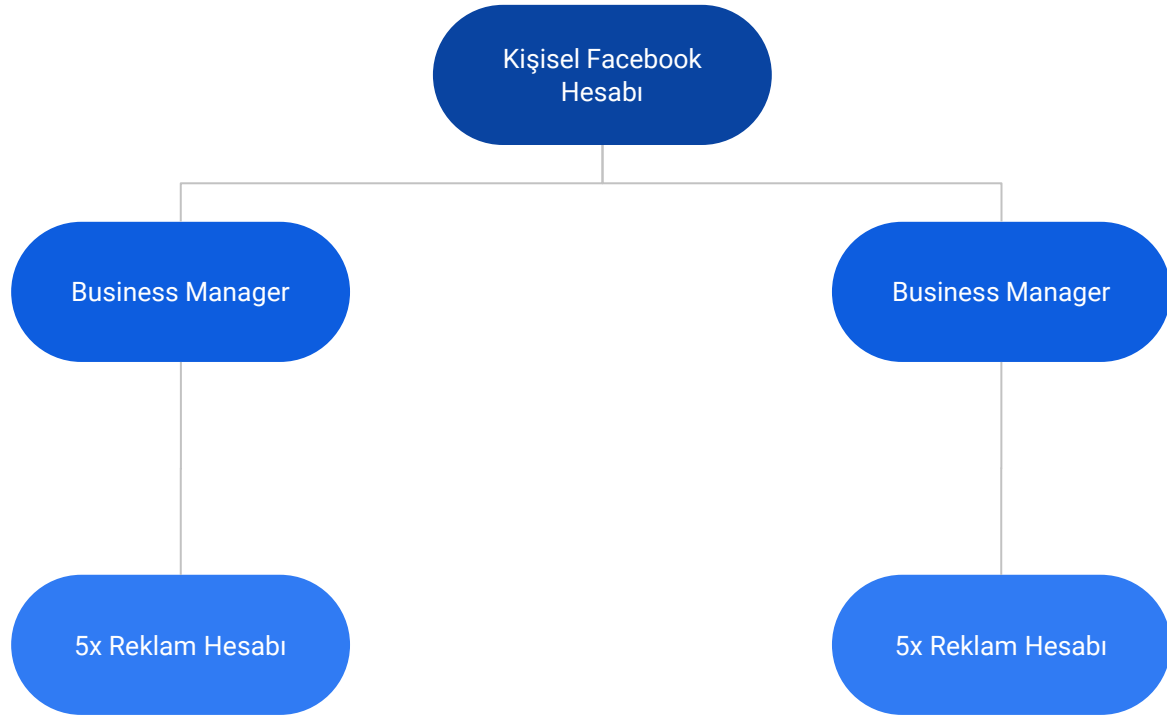 Kişisel Facebook
Hesabı
Business Manager
Business Manager
5x Reklam Hesabı
5x Reklam Hesabı